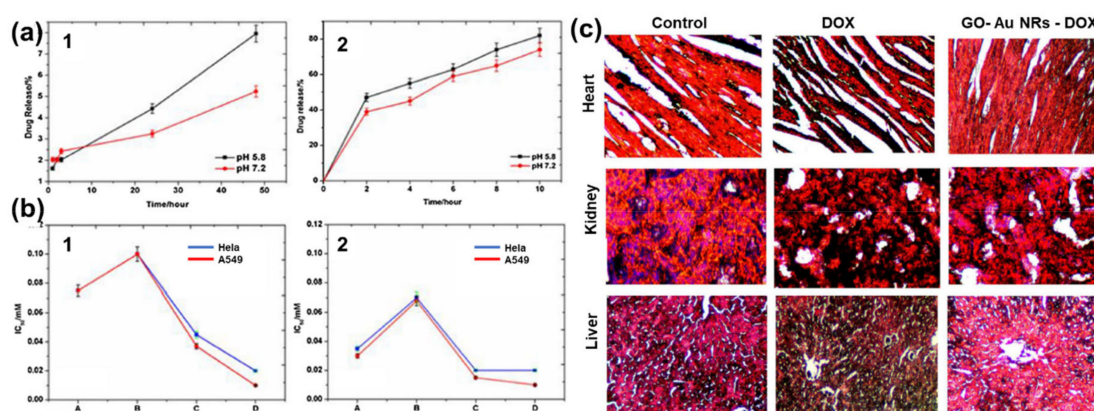 (a)
1
Drug Release/%
8
7
6
5
4
3
2
1
pH 5.8
pH 7.2
0 10 20 30 40 50
Time/hour
2
Drug release/%
80
60
40
20
0
pH 5.8
pH 7.2
0 2 4 6 8 10
Time/hour
(b)
1
Hela
A549
IC50/mM
0.12
0.10
0.08
0.06
0.04
0.02
0.00
A B C D
2
Hela
A549
IC50/mM
0.12
0.10
0.08
0.06
0.04
0.02
0.00
A B C D
(c)
Control DOX GO- Au NRs - DOX
Heart
Kidney
Liver